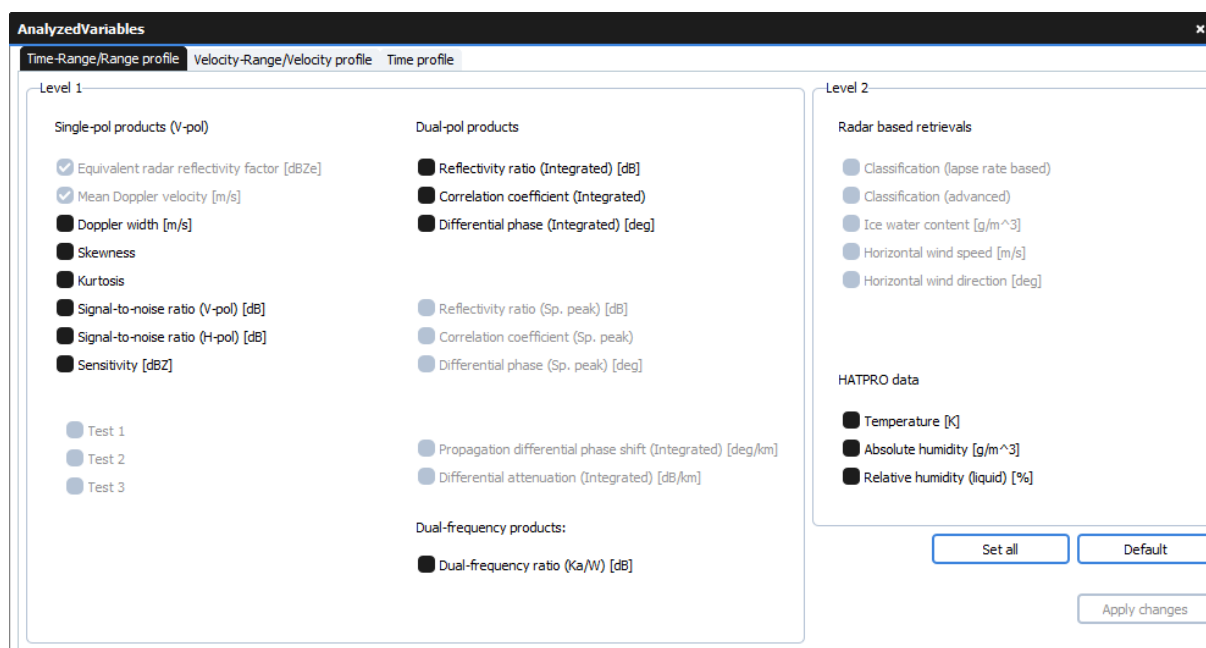 AnalyzedVariables
Time-Range/Range profile Velocity-Range/Velocity profile Time profile
Level 1
Single-pol products (V-pol)
Equivalent radar reflectivity factor [dBZe]
Mean Doppler velocity [m/s]
Doppler width [m/s]
Skewness
Kurtosis
Signal-to-noise ratio (V-pol) [dB]
Signal-to-noise ratio (H-pol) [dB]
Sensitivity [dBZ]
Test 1
Test 2
Test 3
Dual-pol products
Reflectivity ratio (Integrated) [dB]
Correlation coefficient (Integrated)
Differential phase (Integrated) [deg]
Reflectivity ratio (Sp. peak) [dB]
Correlation coefficient (Sp. peak)
Differential phase (Sp. peak) [deg]
Propagation differential phase shift (Integrated) [deg/km]
Differential attenuation (Integrated) [dB/km]
Dual-frequency products:
Dual-frequency ratio (Ka/W) [dB]
Level 2
Radar based retrievals
Classification (lapse rate based)
Classification (advanced)
Ice water content [g/m^3]
Horizontal wind speed [m/s]
Horizontal wind direction [deg]
HATPRO data
Temperature [K]
Absolute humidity [g/m^3]
Relative humidity (liquid) [%]
Set all Default
Apply changes